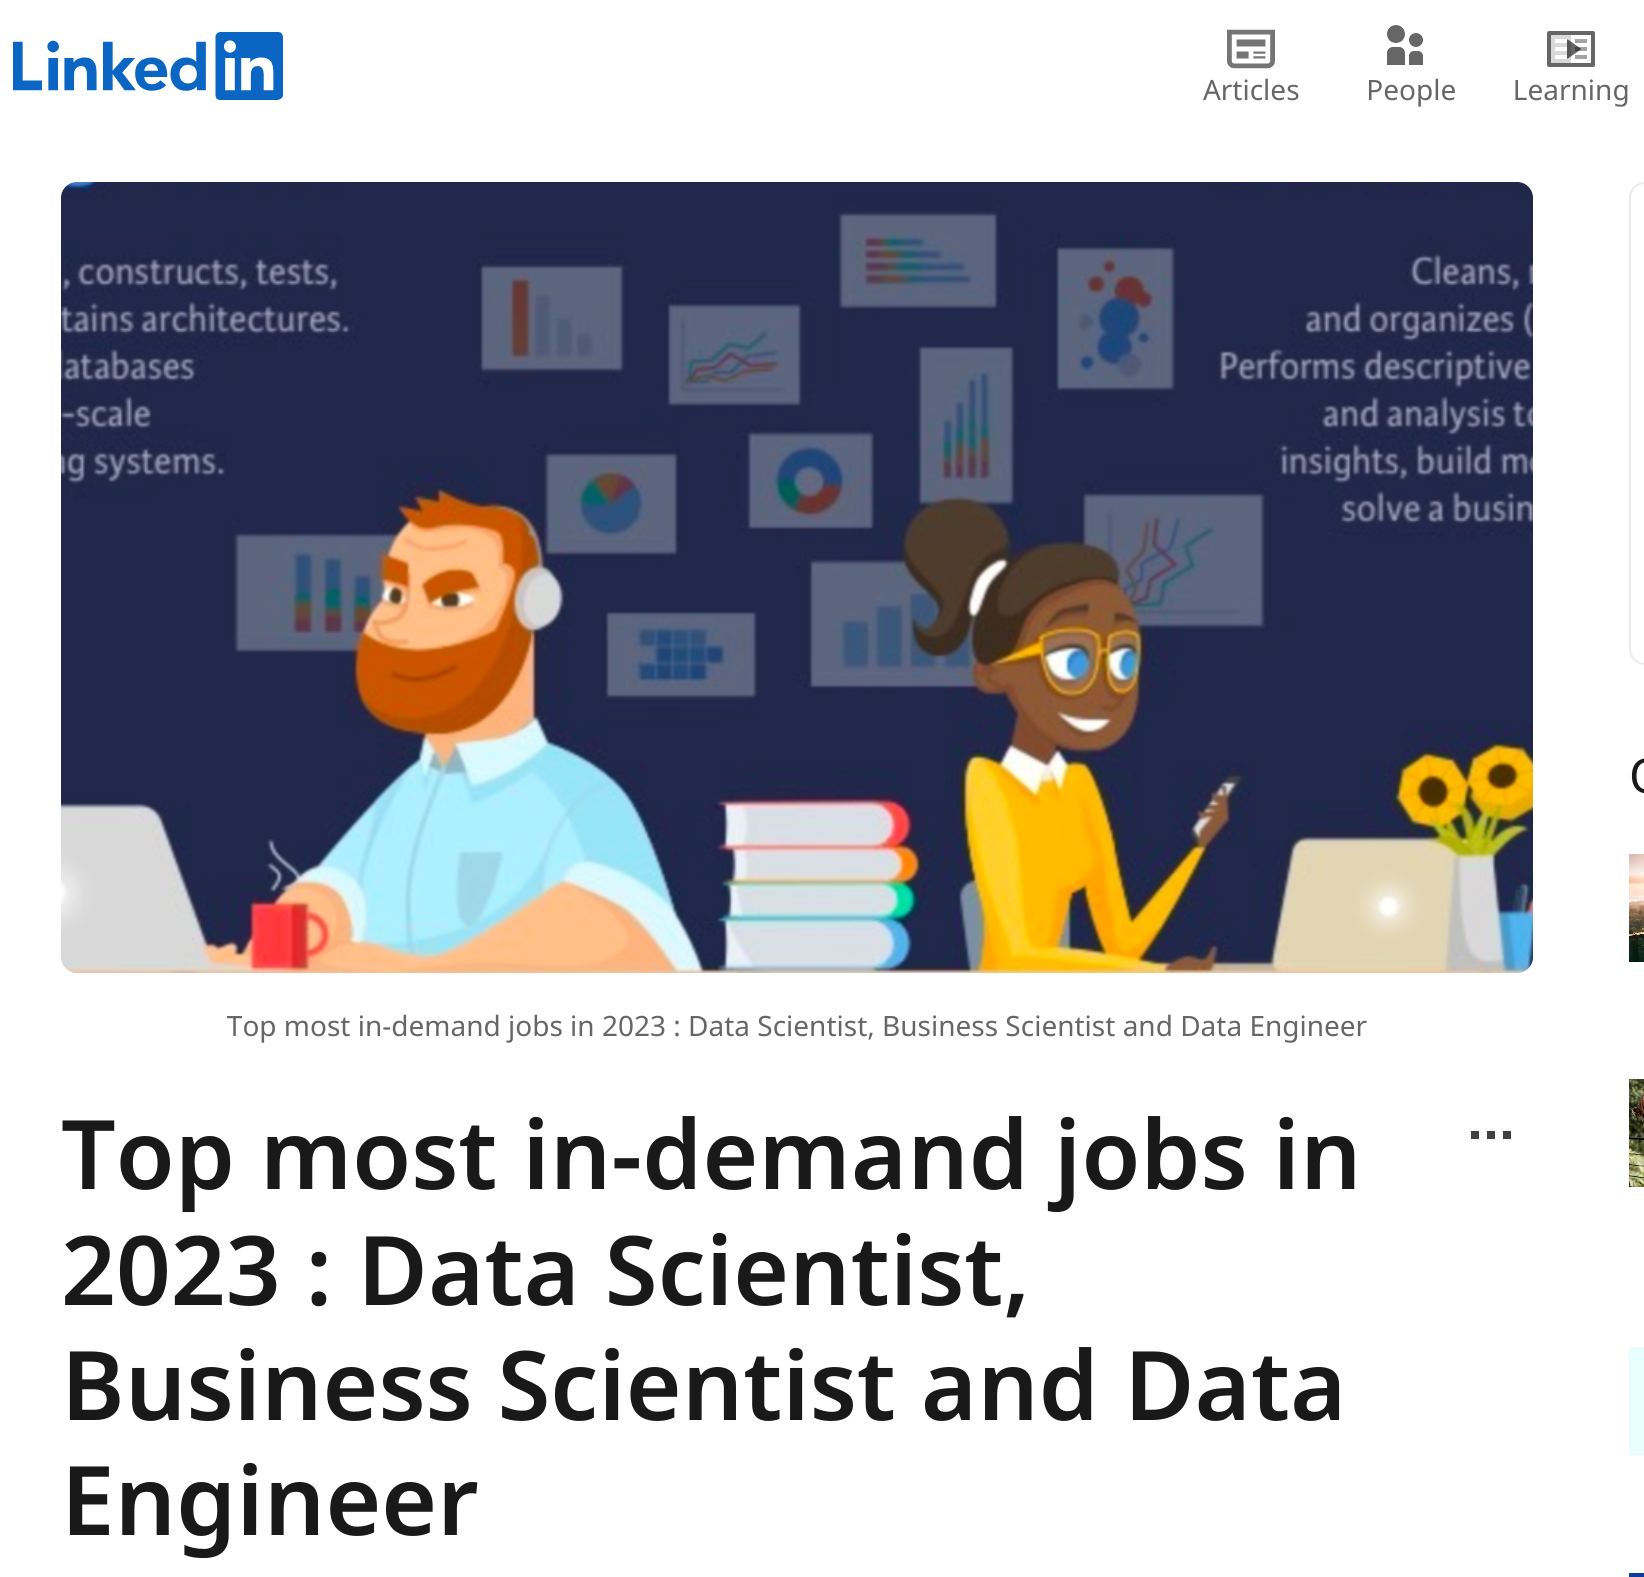 Linkedin
Articles
People
Learning
, constructs, tests,
tains architectures.
atabases
-scale
ng systems.
Cleans,
and organizes (
Performs descriptive
and analysis to
insights, build
solve a busin
Top most in-demand jobs in 2023 : Data Scientist, Business Scientist and Data Engineer
Top most in-demand jobs in
2023 : Data Scientist,
Business Scientist and Data
Engineer